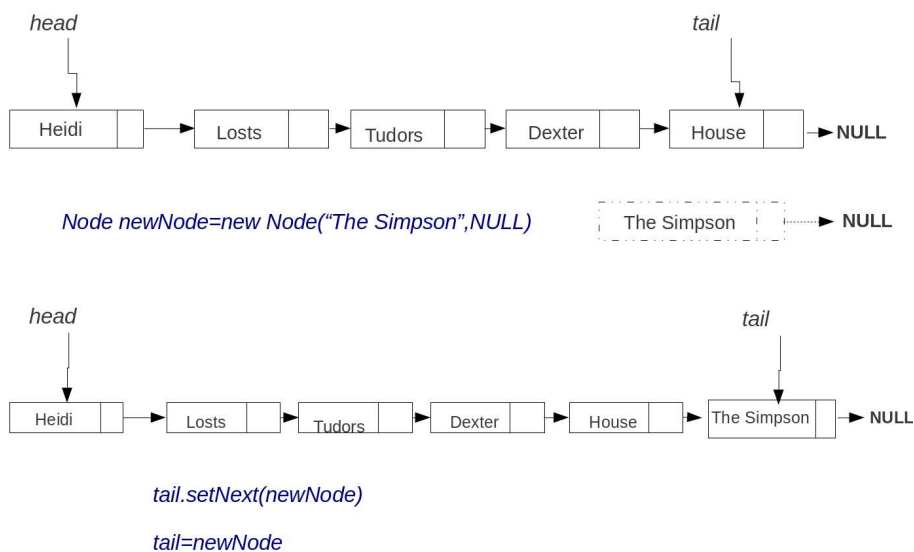 head tail
Heidi Losts Tudors Dexter House NULL
Node newNode=new Node(“The Simpson”,NULL) The Simpson NULL
head tail
Heidi Losts Tudors Dexter House The Simpson NULL
tail.setNext(newNode)
tail=newNode